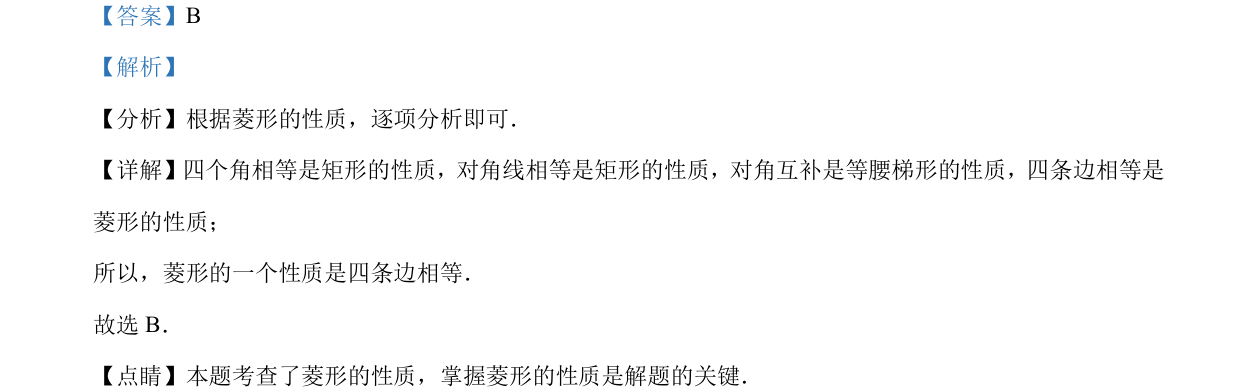 【答案】B
【解析】
【分析】根据菱形的性质，逐项分析即可．
【详解】四个角相等是矩形的性质，对角线相等是矩形的性质，对角互补是等腰梯形的性质，四条边相等是
菱形的性质；
所以，菱形的一个性质是四条边相等．
故选 B．
【点睛】本题考查了菱形的性质，掌握菱形的性质是解题的关键．